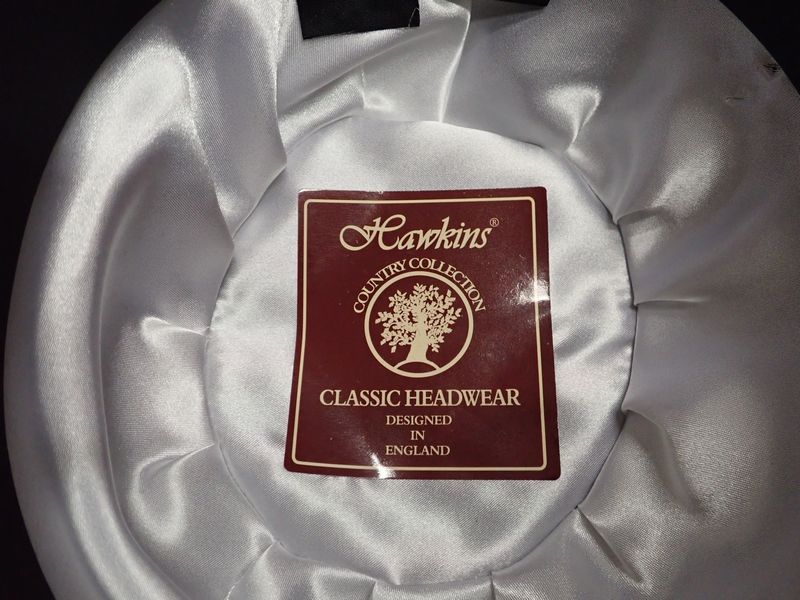 Hawkins®
COUNTRY COLLECTION
CLASSIC HEADWEAR
DESIGNED
IN
ENGLAND